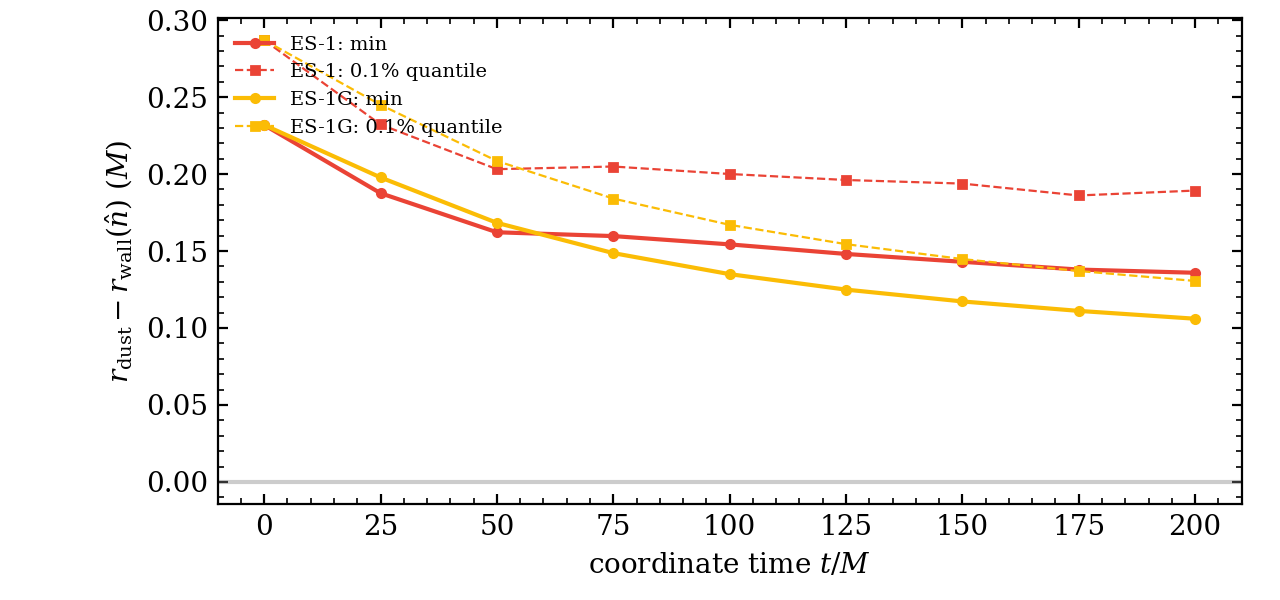 0.30
0.25
0.20
0.15
0.10
0.05
0.00
r_dust − r_wall(n̂) (M)
ES-1: min
ES-1: 0.1% quantile
ES-1G: min
ES-1G: 0.1% quantile
0 25 50 75 100 125 150 175 200
coordinate time t/M